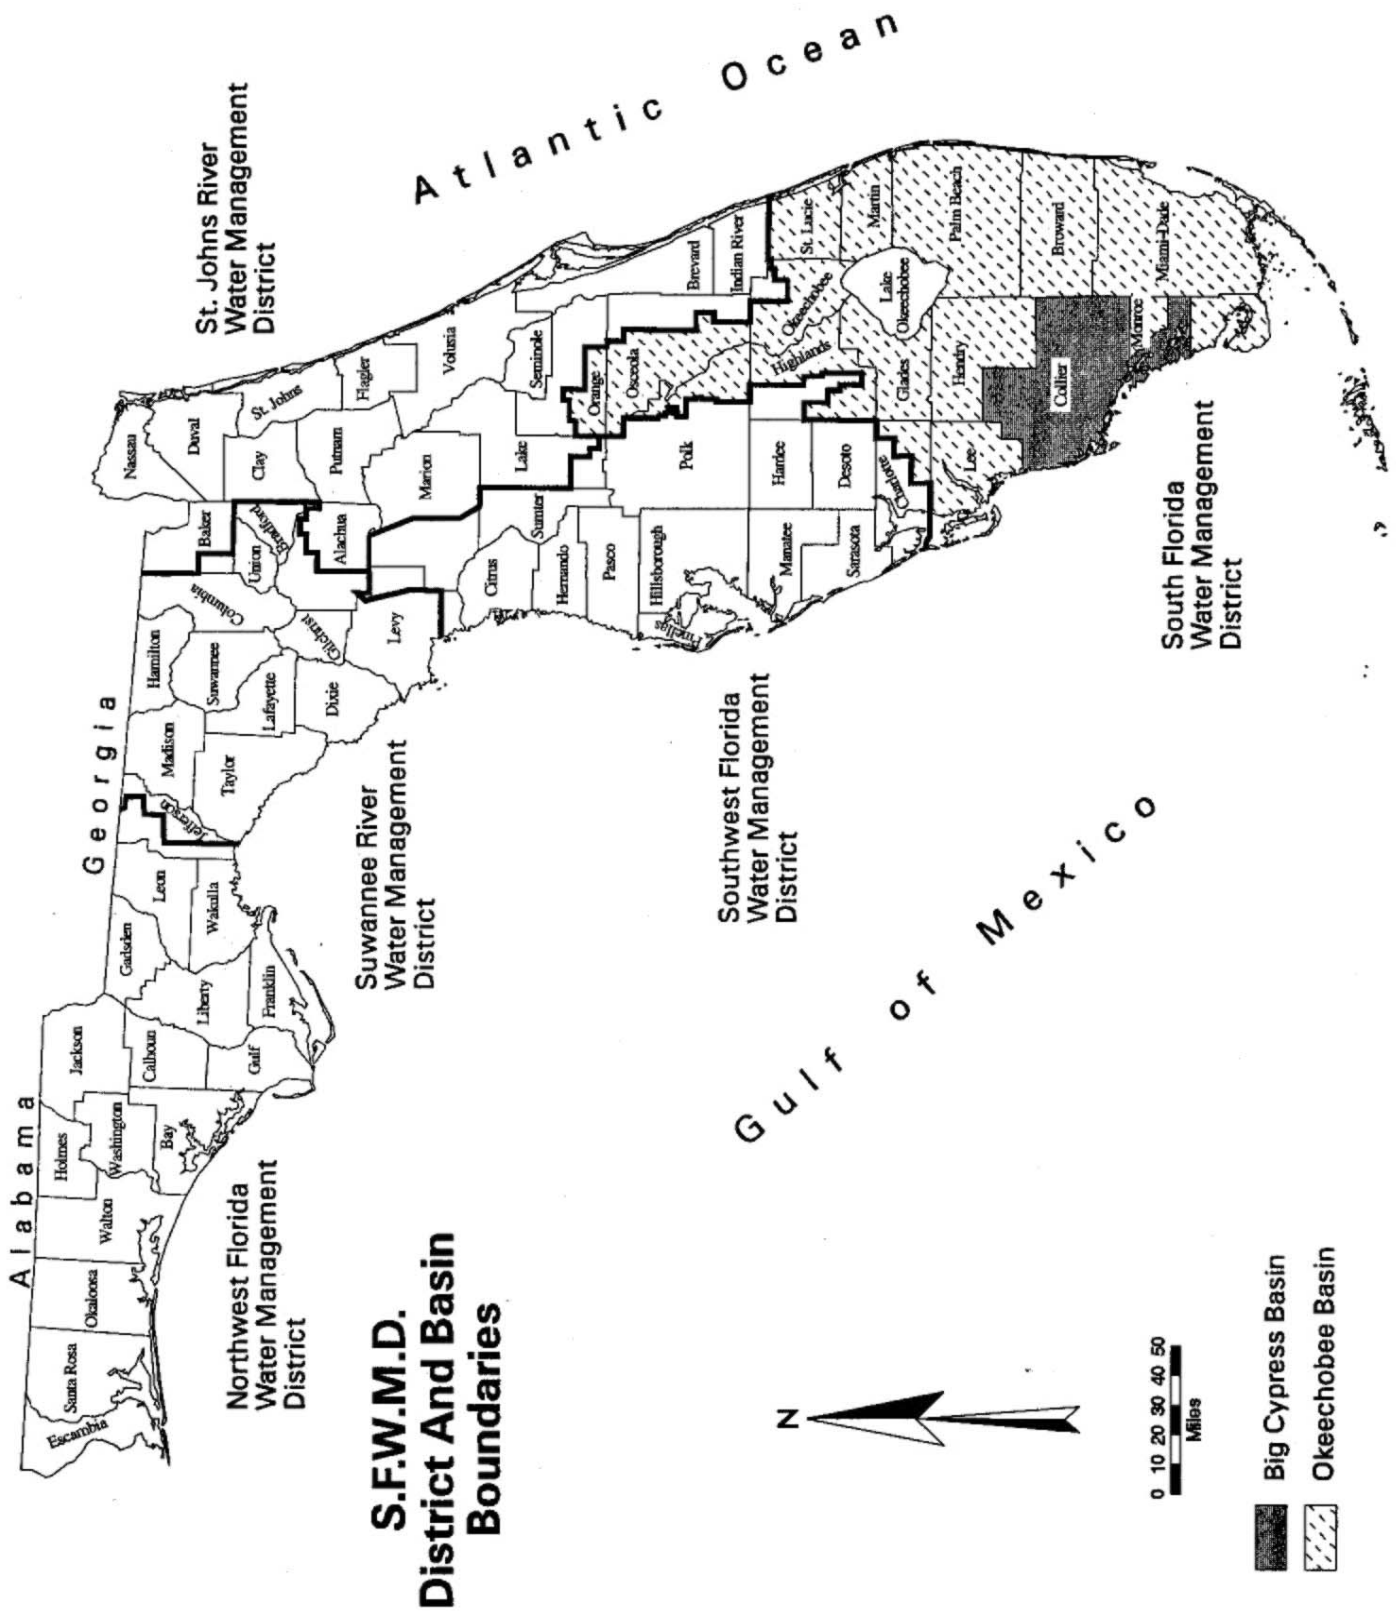 Alabama
Georgia
Atlantic Ocean
Gulf of Mexico
St. Johns River
Water Management
District
Northwest Florida
Water Management
District
Suwannee River
Water Management
District
Southwest Florida
Water Management
District
South Florida
Water Management
District
Escambia
Santa Rosa
Okaloosa
Walton
Holmes
Washington
Bay
Jackson
Calhoun
Gulf
Gadsden
Liberty
Franklin
Leon
Wakulla
Jefferson
Madison
Taylor
Hamilton
Suwannee
Lafayette
Dixie
Columbia
Gilchrist
Levy
Baker
Union
Bradford
Alachua
Nassau
Duval
Clay
St. Johns
Putnam
Flagler
Marion
Volusia
Lake
Seminole
Orange
Osceola
Brevard
Indian River
Citrus
Sumter
Hernando
Pasco
Hillsborough
Pinellas
Polk
Manatee
Hardee
Sarasota
Desoto
Highlands
Okeechobee
St. Lucie
Martin
Lake
Okeechobee
Charlotte
Glades
Lee
Hendry
Palm Beach
Collier
Broward
Monroe
Miami-Dade
S.F.W.M.D.
District And Basin
Boundaries
N
0 10 20 30 40 50
Miles
Big Cypress Basin
Okeechobee Basin